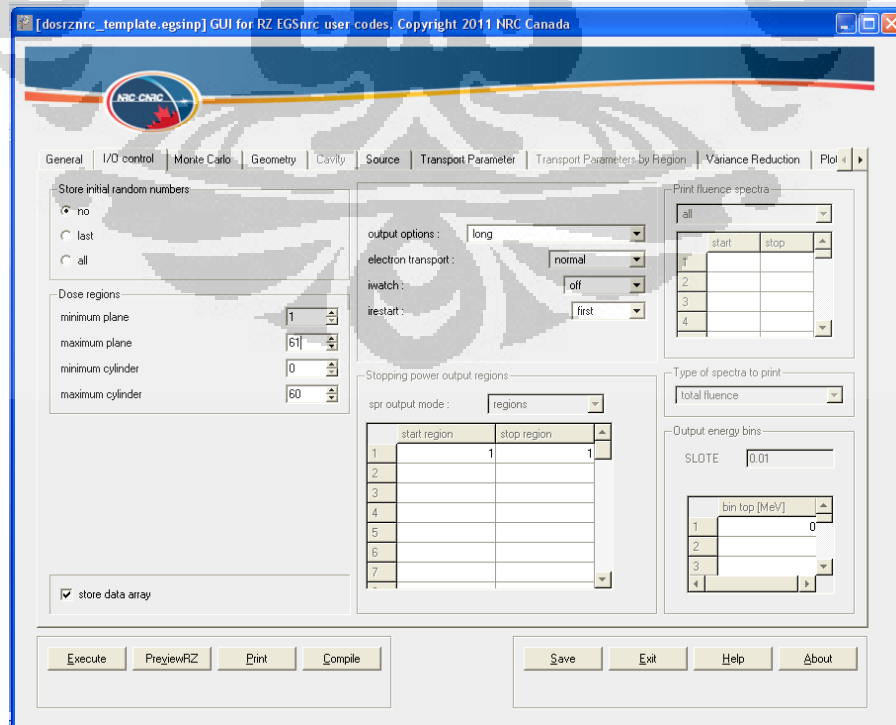 [dosrznrc_template.egsinp] GUI for RZ EGSnrc user codes. Copyright 2011 NRC Canada
NRC·CNRC
General I/O control Monte Carlo Geometry Cavity Source Transport Parameter Transport Parameters by Region Variance Reduction Plot
Store initial random numbers
no
last
all
Dose regions
minimum plane 1
maximum plane 61
minimum cylinder 0
maximum cylinder 60
store data array
output options : long
electron transport : normal
iwatch : off
irestart : first
Stopping power output regions
spr output mode : regions
start region stop region
1 1 1
2
3
4
5
6
7
Print fluence spectra
all
start stop
1
2
3
4
Type of spectra to print
total fluence
Output energy bins
SLOTE 0.01
bin top [MeV]
1 0
2
3
Execute PreviewRZ Print Compile
Save Exit Help About